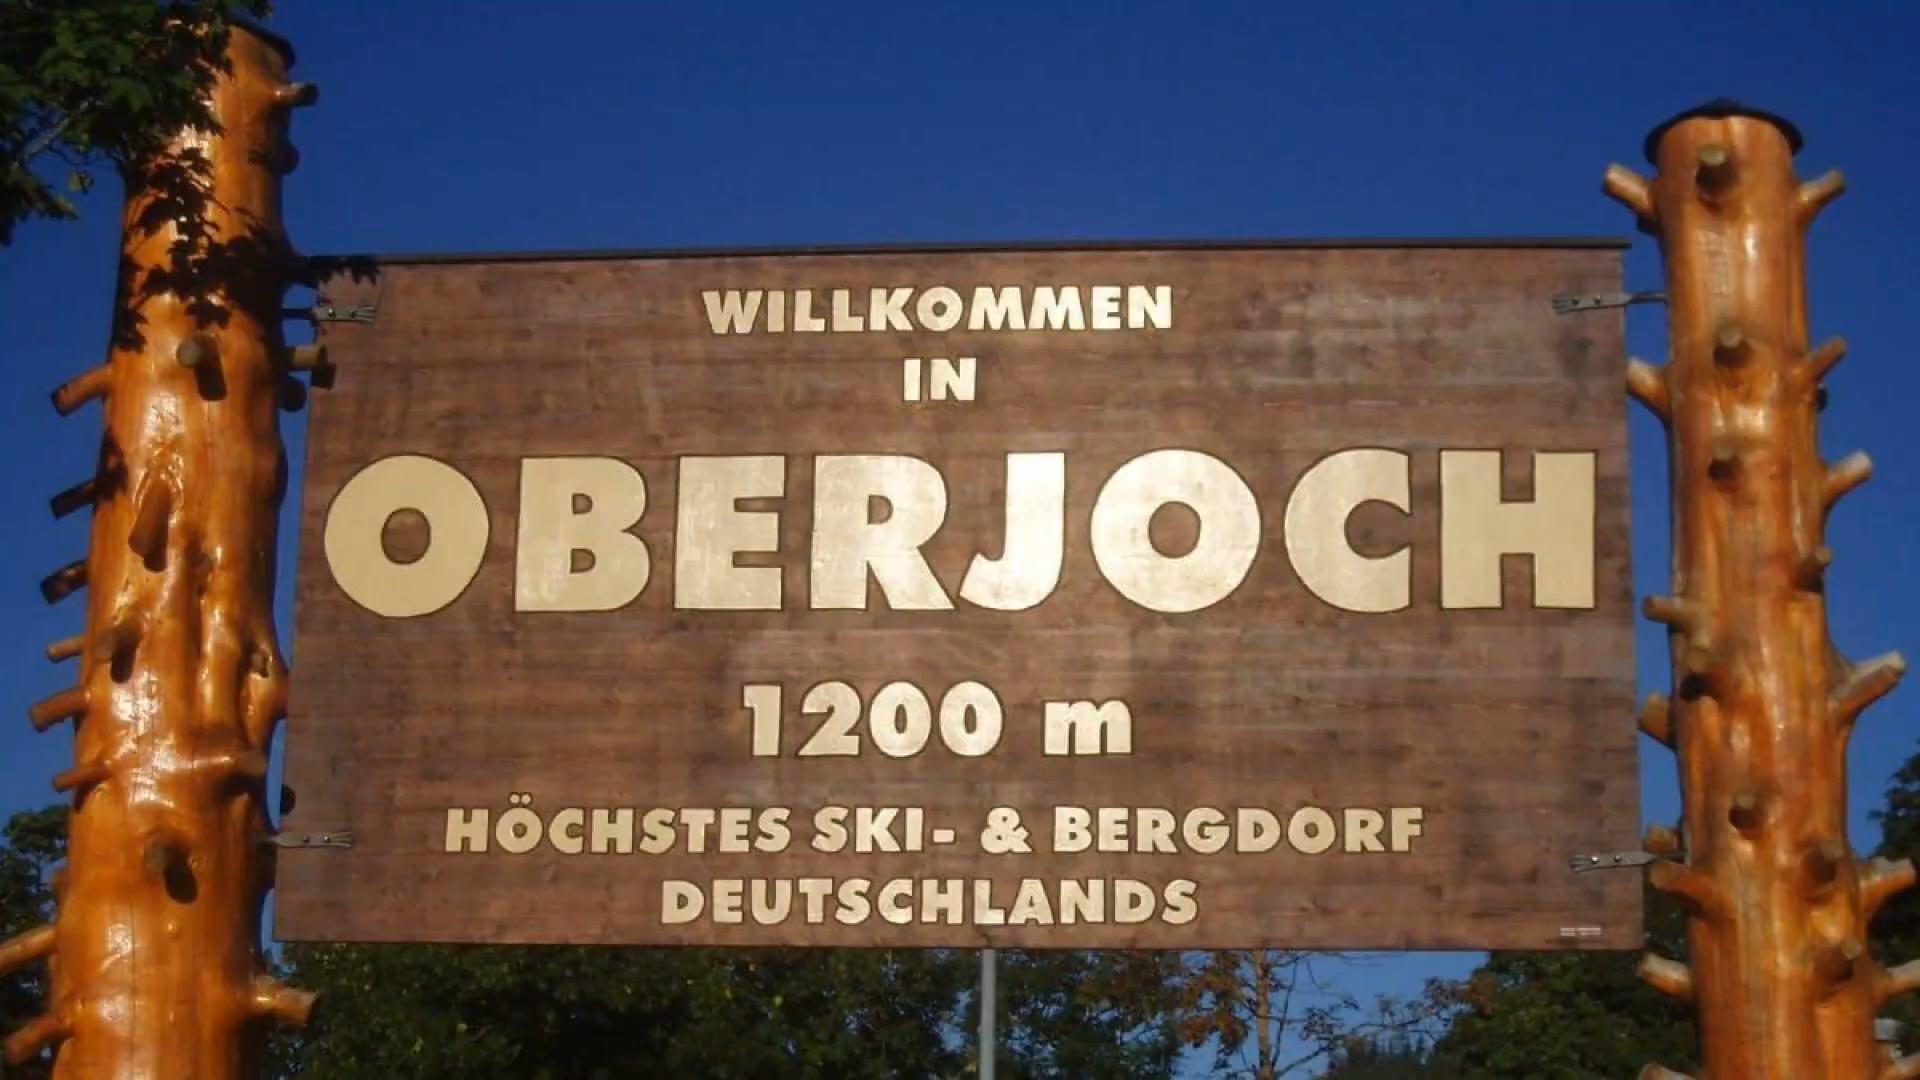 WILLKOMMEN
IN
OBERJOCH
1200 m
HÖCHSTES SKI- & BERGDORF
DEUTSCHLANDS